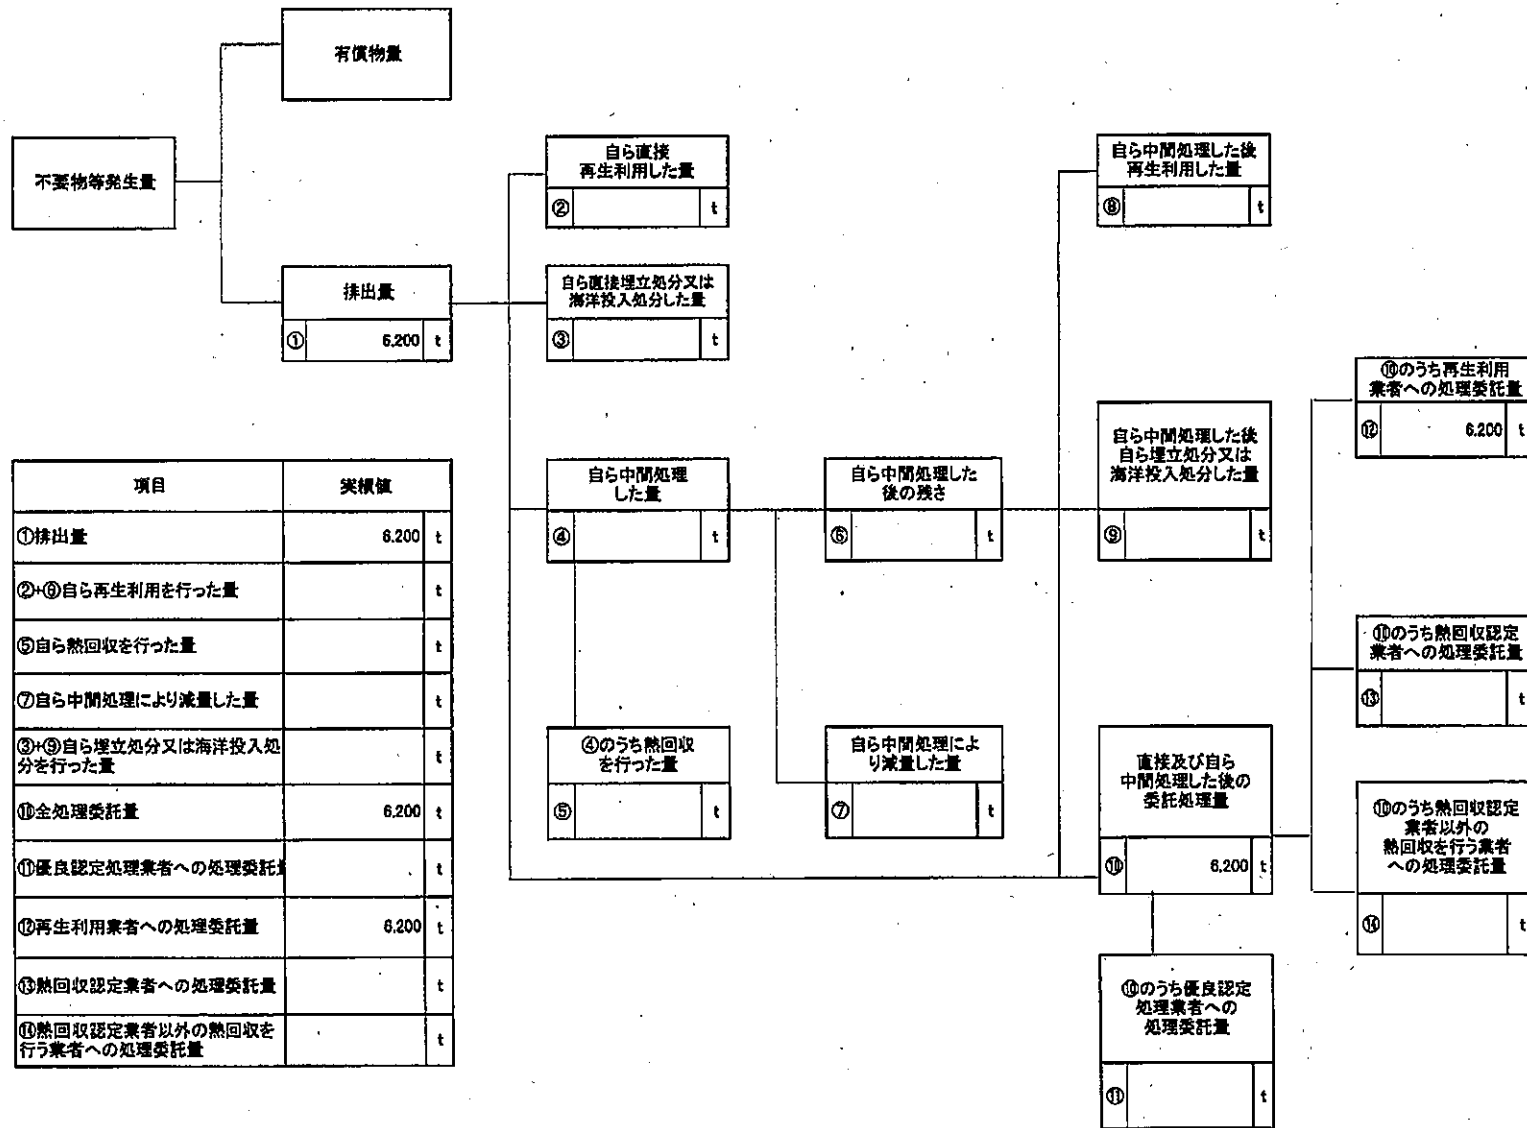 有償物量
不要物等発生量
排出量
① 6,200 t
自ら直接
再生利用した量
② t
自ら直接埋立処分又は
海洋投入処分した量
③ t
自ら中間処理
した量
④ t
④のうち熱回収
を行った量
⑤ t
自ら中間処理した
後の残さ
⑥ t
自ら中間処理によ
り減量した量
⑦ t
自ら中間処理した後
再生利用した量
⑧ t
自ら中間処理した後
自ら埋立処分又は
海洋投入処分した量
⑨ t
直接及び自ら
中間処理した後の
委託処理量
⑩ 6,200 t
⑩のうち優良認定
処理業者への
処理委託量
⑪ t
⑩のうち再生利用
業者への処理委託量
⑫ 6,200 t
⑩のうち熱回収認定
業者への処理委託量
⑬ t
⑩のうち熱回収認定
業者以外の
熱回収を行う業者
への処理委託量
⑭ t
項目 実績値
①排出量 6,200 t
②+⑧自ら再生利用を行った量 t
⑤自ら熱回収を行った量 t
⑦自ら中間処理により減量した量 t
③+⑨自ら埋立処分又は海洋投入処
分を行った量 t
⑩全処理委託量 6,200 t
⑪優良認定処理業者への処理委託量 t
⑫再生利用業者への処理委託量 6,200 t
⑬熱回収認定業者への処理委託量 t
⑭熱回収認定業者以外の熱回収を
行う業者への処理委託量 t